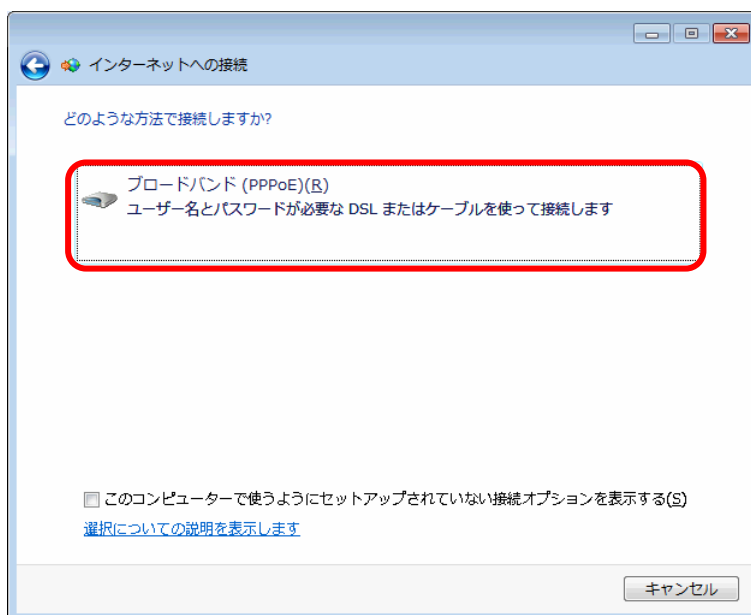 インターネットへの接続
どのような方法で接続しますか?
ブロードバンド (PPPoE)(R)
ユーザー名とパスワードが必要な DSL またはケーブルを使って接続します
このコンピューターで使うようにセットアップされていない接続オプションを表示する(S)
選択についての説明を表示します
キャンセル